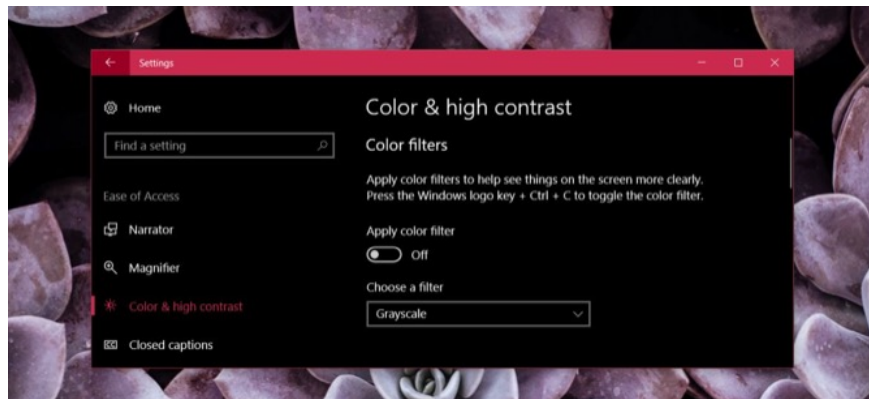 Settings
Home
Find a setting
Ease of Access
Narrator
Magnifier
Color & high contrast
Closed captions
Color & high contrast
Color filters
Apply color filters to help see things on the screen more clearly.
Press the Windows logo key + Ctrl + C to toggle the color filter.
Apply color filter
Off
Choose a filter
Grayscale